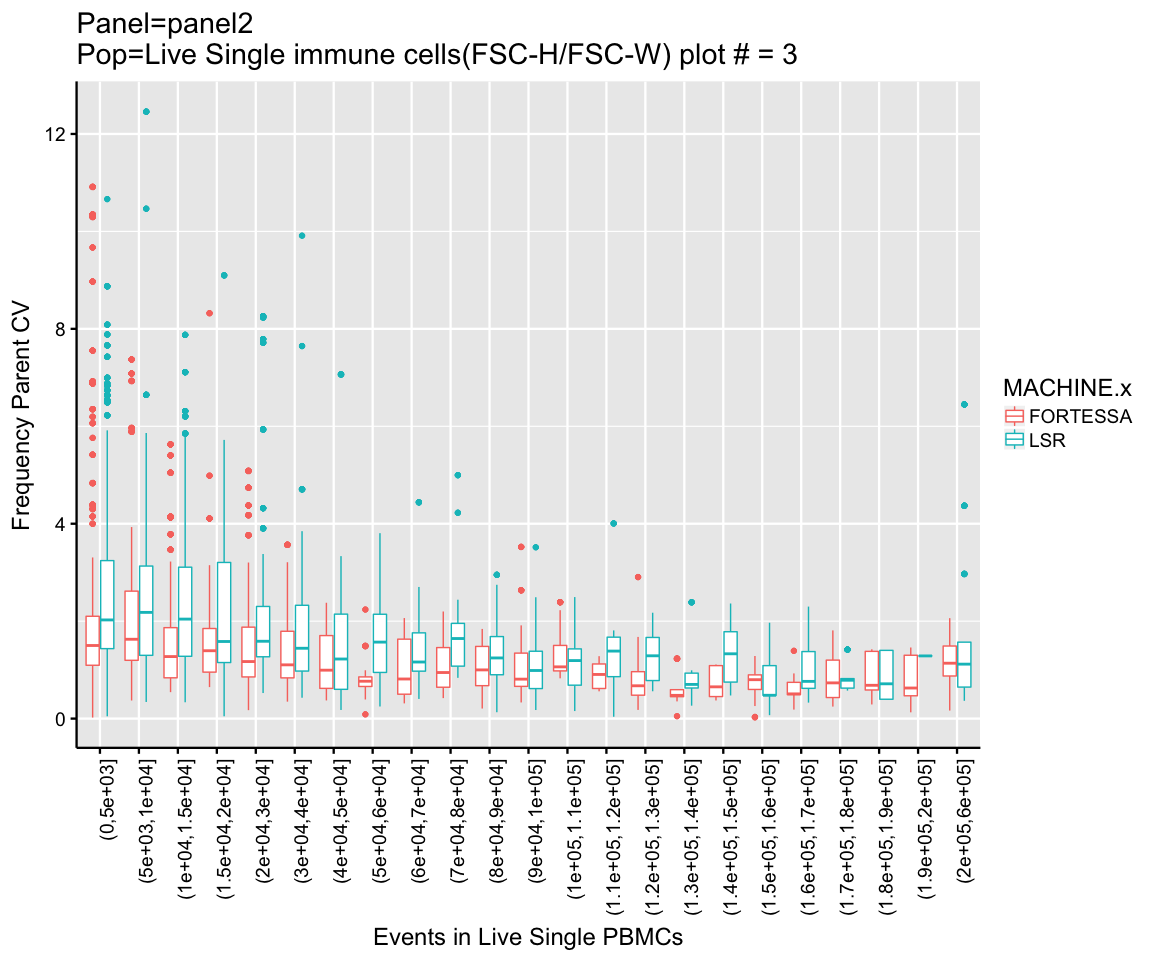 Panel=panel2
Pop=Live Single immune cells(FSC-H/FSC-W) plot # = 3
Frequency Parent CV
12
8
4
0
(0,5e+03]
(5e+03,1e+04]
(1e+04,1.5e+04]
(1.5e+04,2e+04]
(2e+04,3e+04]
(3e+04,4e+04]
(4e+04,5e+04]
(5e+04,6e+04]
(6e+04,7e+04]
(7e+04,8e+04]
(8e+04,9e+04]
(9e+04,1e+05]
(1e+05,1.1e+05]
(1.1e+05,1.2e+05]
(1.2e+05,1.3e+05]
(1.3e+05,1.4e+05]
(1.4e+05,1.5e+05]
(1.5e+05,1.6e+05]
(1.6e+05,1.7e+05]
(1.7e+05,1.8e+05]
(1.8e+05,1.9e+05]
(1.9e+05,2e+05]
(2e+05,6e+05]
Events in Live Single PBMCs
MACHINE.x
FORTESSA
LSR